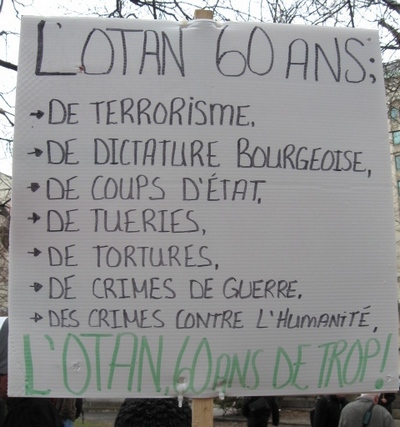 L'OTAN 60 ANS;
→ DE TERRORISME,
→ DE DICTATURE BOURGEOISE,
→ DE COUPS D'ÉTAT,
→ DE TUERIES,
→ DE TORTURES,
→ DE CRIMES DE GUERRE,
→ DES CRIMES CONTRE L'HUMANITÉ,
L'OTAN, 60 ANS DE TROP!